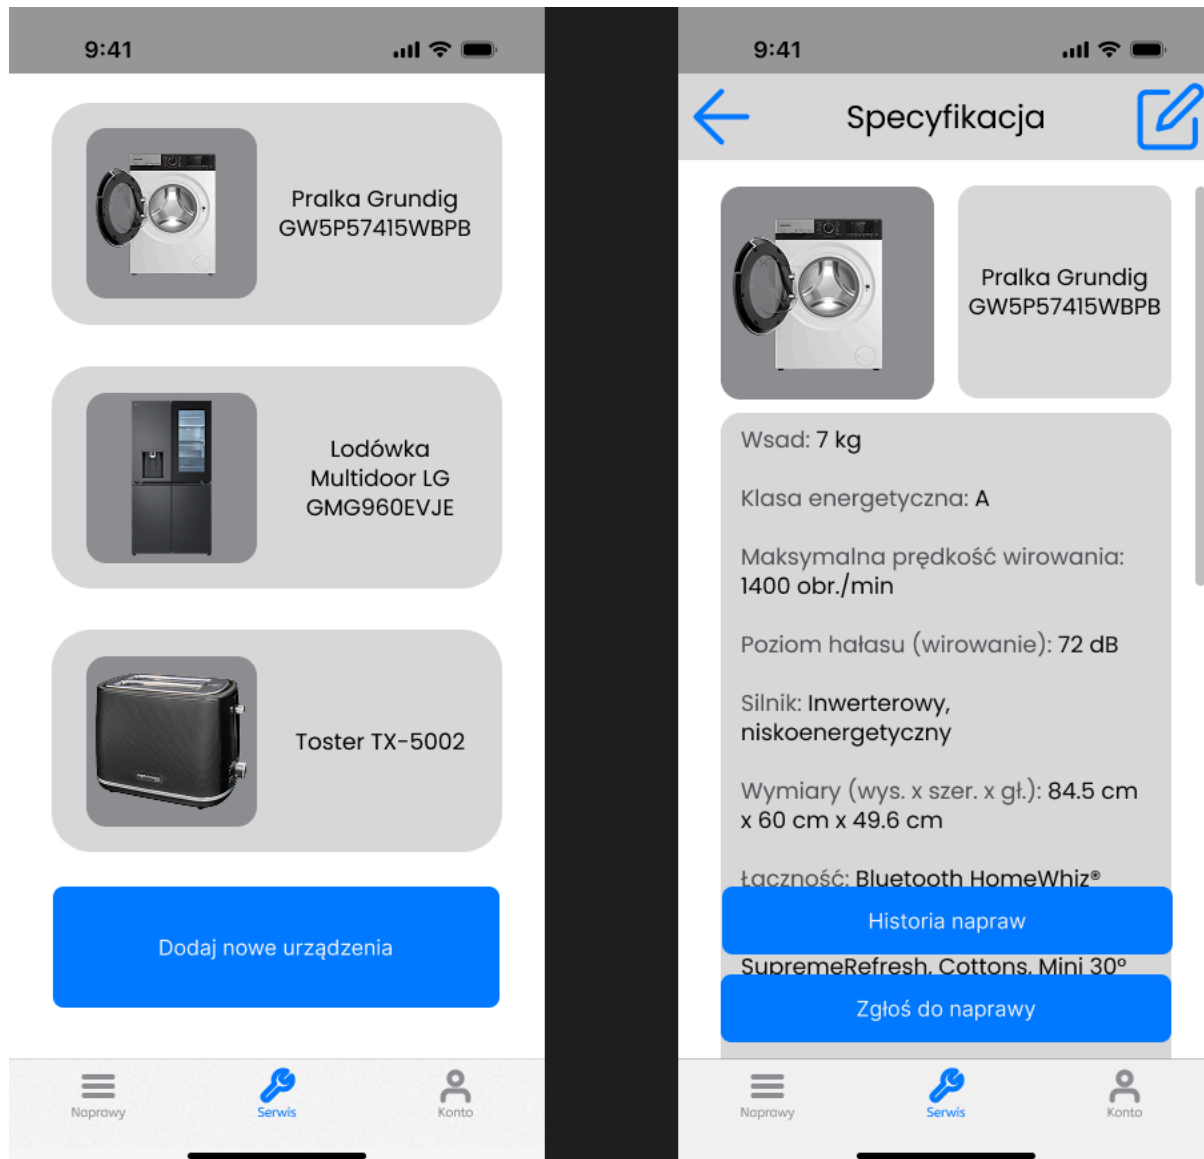 9:41
Pralka Grundig
GW5P57415WBPB
Lodówka
Multidoor LG
GMG960EVJE
Toster TX-5002
Dodaj nowe urządzenia
Naprawy
Serwis
Konto
9:41
Specyfikacja
Pralka Grundig
GW5P57415WBPB
Wsad: 7 kg
Klasa energetyczna: A
Maksymalna prędkość wirowania:
1400 obr./min
Poziom hałasu (wirowanie): 72 dB
Silnik: Inwerterowy,
niskoenergetyczny
Wymiary (wys. x szer. x gł.): 84.5 cm
x 60 cm x 49.6 cm
Łączność: Bluetooth HomeWhiz®
Historia napraw
SupremeRefresh, Cottons, Mini 30°
Zgłoś do naprawy
Naprawy
Serwis
Konto